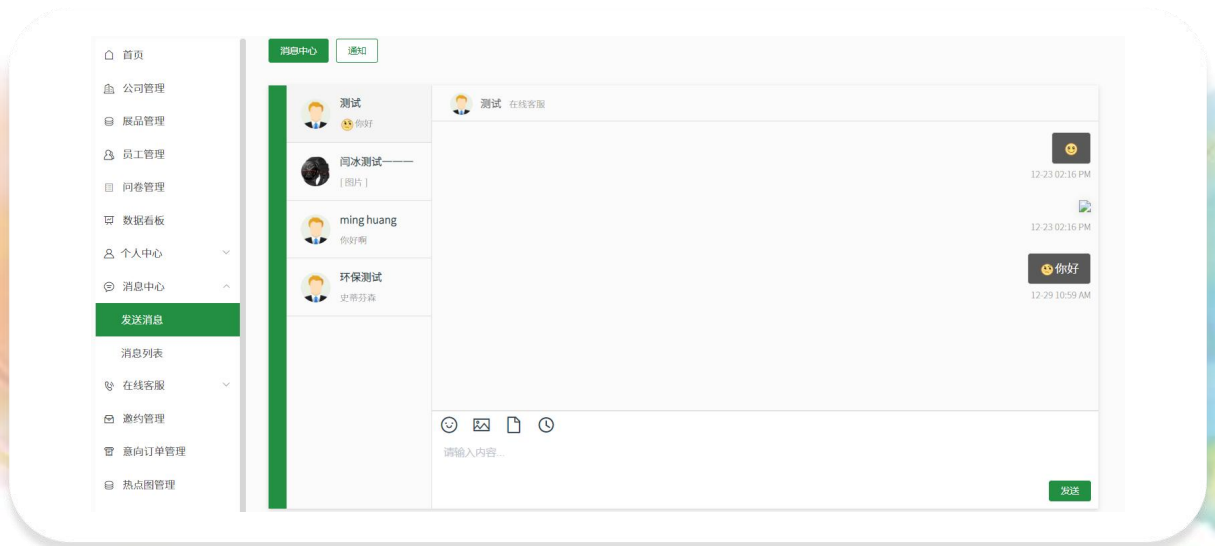 首页
公司管理
展品管理
员工管理
问卷管理
数据看板
个人中心
消息中心
发送消息
消息列表
在线客服
邀约管理
意向订单管理
热点图管理
消息中心
通知
测试
🤨你好
闫冰测试一一一
[图片]
ming huang
你好啊
环保测试
史蒂芬森
测试 在线客服
12-23 02:16 PM
12-23 02:16 PM
🤨你好
12-29 10:59 AM
请输入内容...
发送